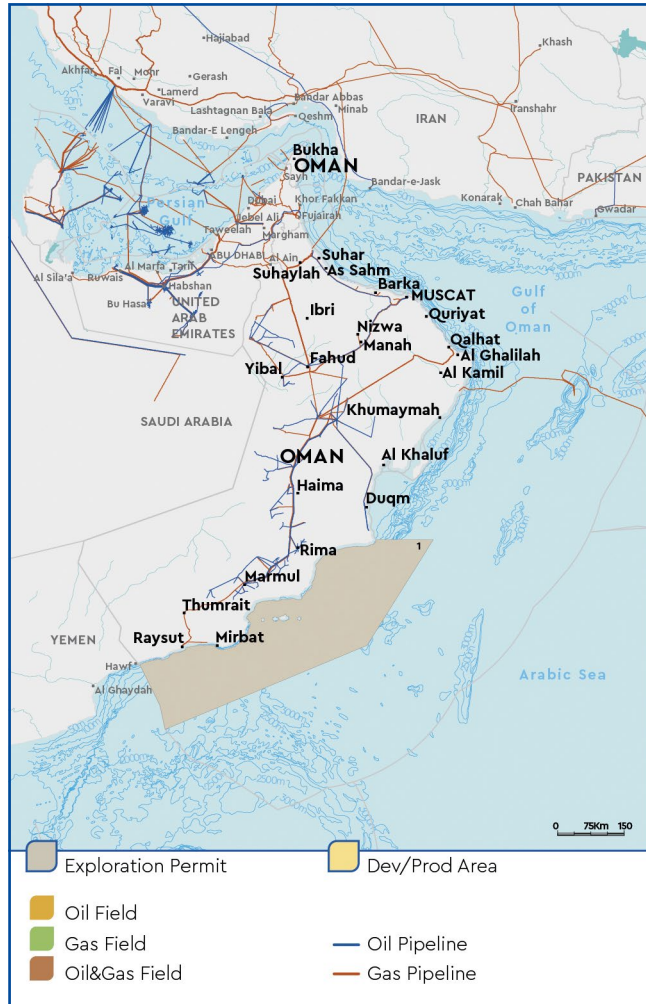 Hajiabad
Khash
Akhfar
Fal
Mohr
Gerash
Lamerd
Varavi
Bandar Abbas
Minab
Lashtagnan Bala
Qeshm
IRAN
Iranshahr
Bandar-E Lengeh
Bukha
OMAN
PAKISTAN
Sayh
Bandar-e-Jask
Persian
Gulf
Dubai
Khor Fakkan
Konarak
Chah Bahar
Gwadar
Jebel Ali
Fujairah
Taweelah
Margham
ABU DHABI
Al Ain
Suhar
Al Sila'a
Ruwais
Al Marfa
Tarif
Suhaylah
As Sahm
Habshan
Barka
MUSCAT
Gulf
of
Oman
Bu Hasa
UNITED
ARAB
EMIRATES
Ibri
Quriyat
Nizwa
Manah
Qalhat
Al Ghalilah
Fahud
Yibal
Al Kamil
SAUDI ARABIA
Khumaymah
OMAN
Al Khaluf
Haima
Duqm
Rima
1
Marmul
Thumrait
YEMEN
Raysut
Mirbat
Hawf
Al Ghaydah
Arabic Sea
0 75Km 150
Exploration Permit
Dev/Prod Area
Oil Field
Gas Field
Oil Pipeline
Oil&Gas Field
Gas Pipeline